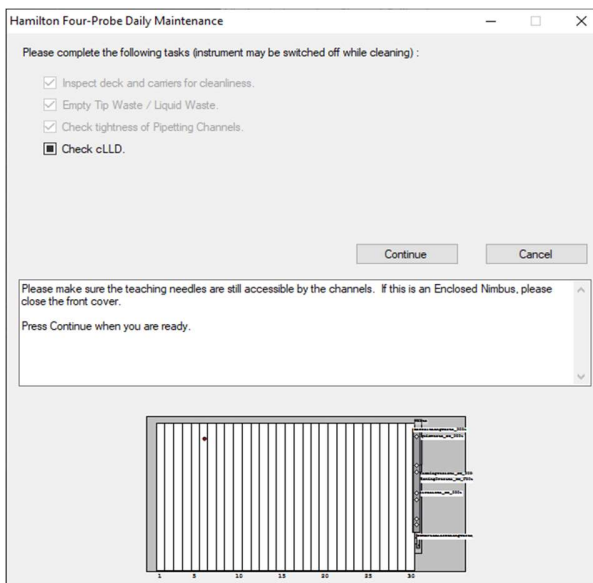 Hamilton Four-Probe Daily Maintenance
Please complete the following tasks (instrument may be switched off while cleaning) :
Inspect deck and carriers for cleanliness.
Empty Tip Waste / Liquid Waste.
Check tightness of Pipetting Channels.
Check cLLD.
Continue
Cancel
Please make sure the teaching needles are still accessible by the channels. If this is an Enclosed Nimbus, please
close the front cover.
Press Continue when you are ready.
1 5 10 15 20 25 30